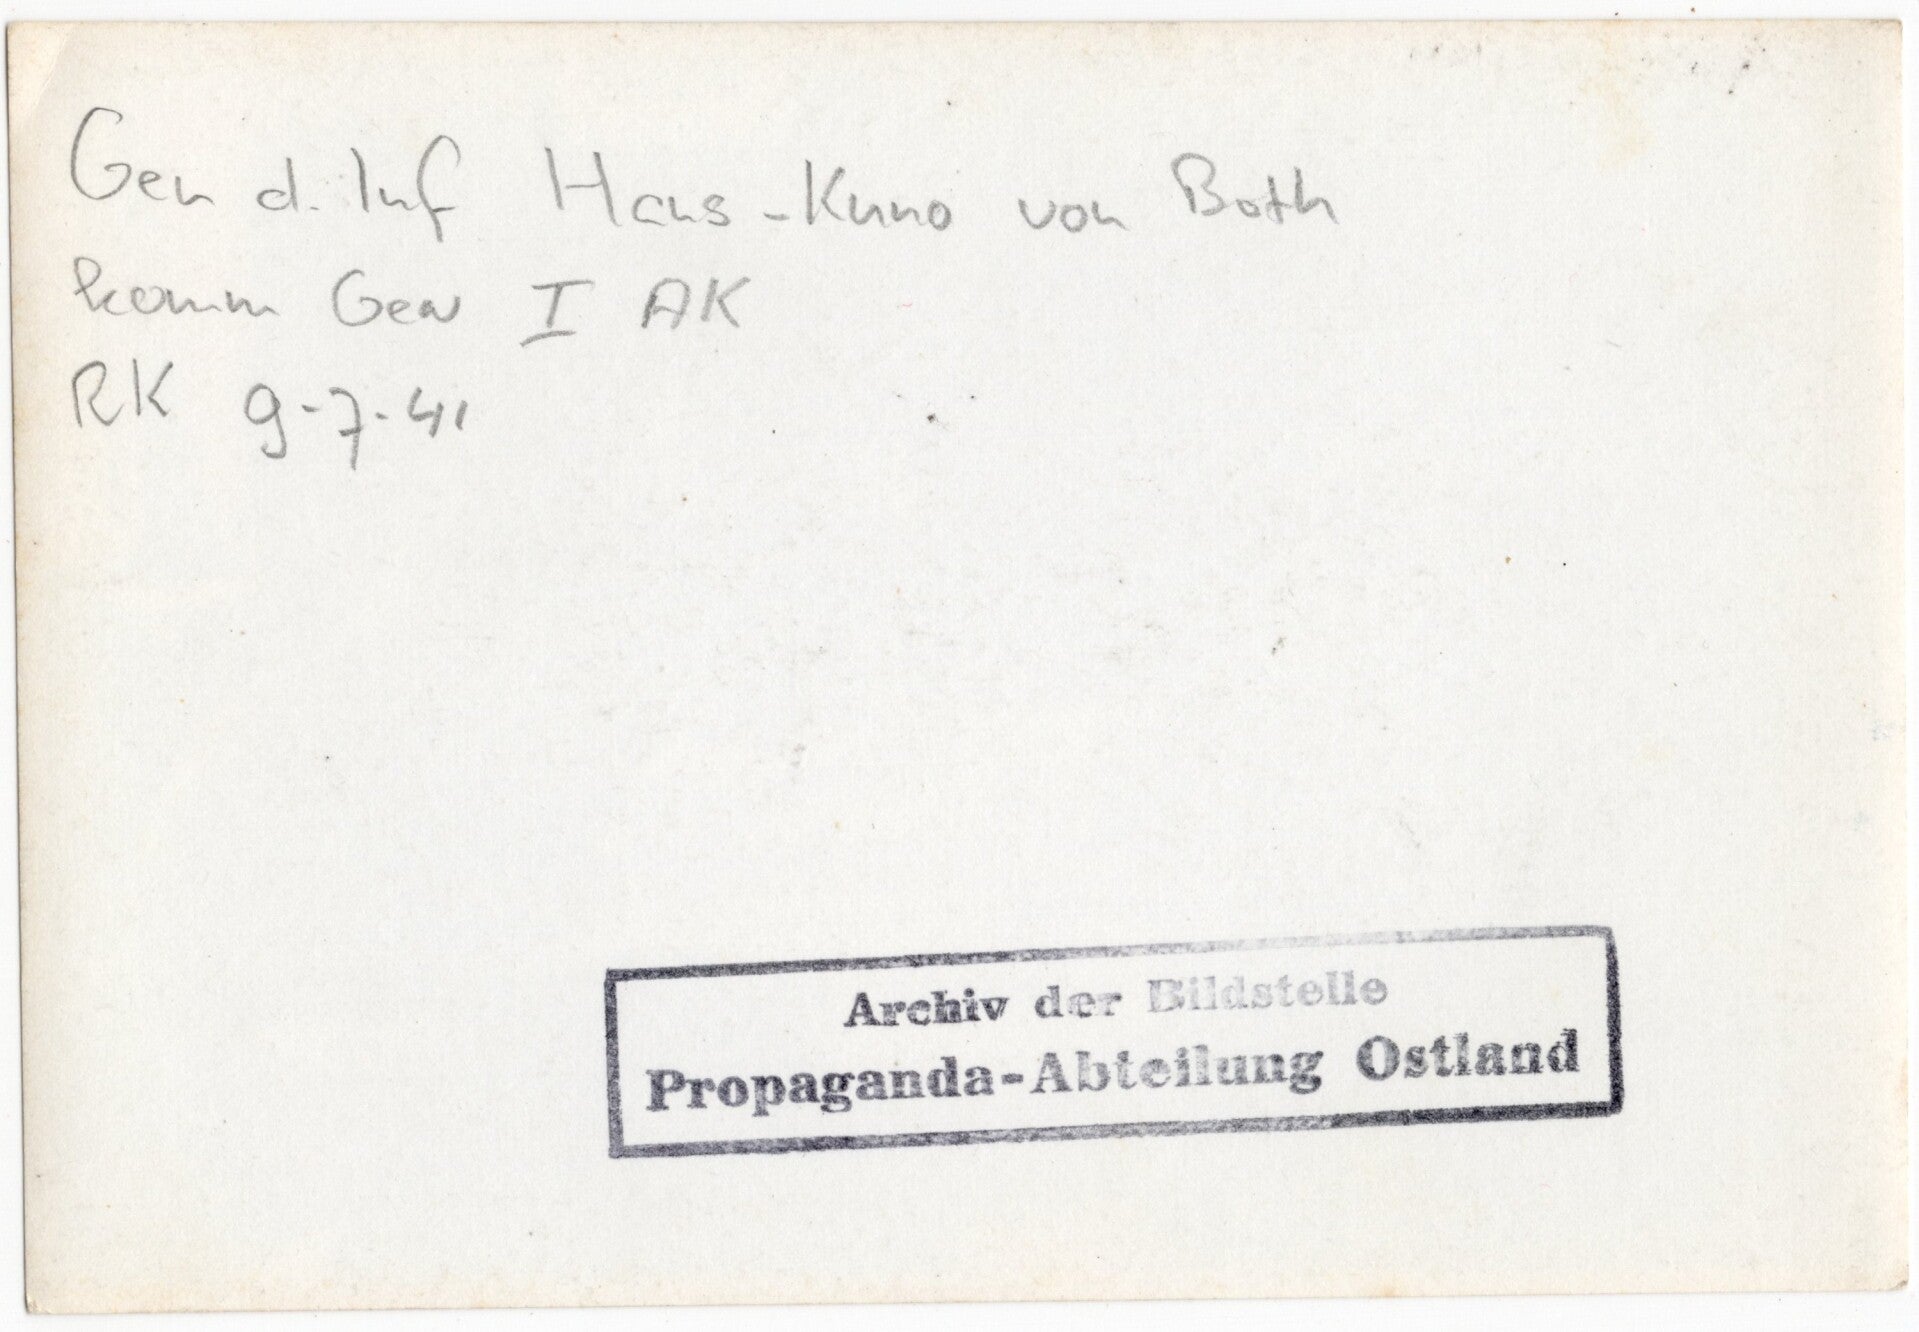 Gen d. Inf Hans-Kuno von Both
komm Gen I AK
RK 9-7-41
Archiv der Bildstelle
Propaganda-Abteilung Ostland